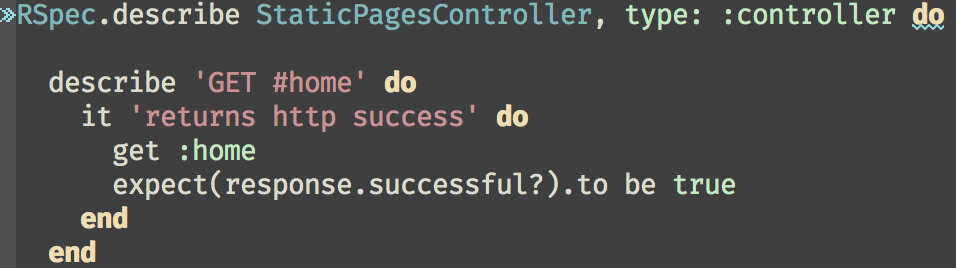 »RSpec.describe StaticPagesController, type: :controller do
describe 'GET #home' do
it 'returns http success' do
get :home
expect(response.successful?).to be true
end
end